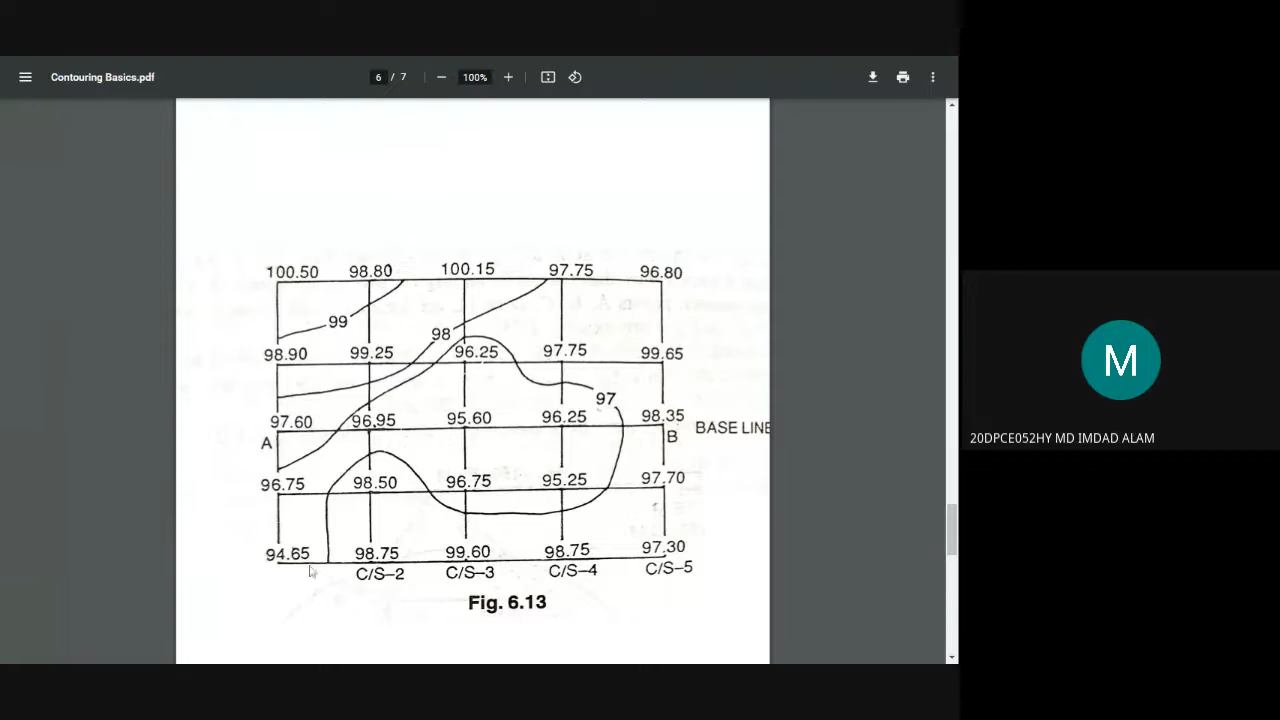 Contouring Basics.pdf
6 / 7
100%
100.50 98.80 100.15 97.75 96.80
99
98
98.90 99.25 96.25 97.75 99.65
97
97.60 96.95 95.60 96.25 98.35
A B BASE LINE
96.75 98.50 96.75 95.25 97.70
94.65 98.75 99.60 98.75 97.30
C/S–2 C/S–3 C/S–4 C/S–5
Fig. 6.13
M
20DPCE052HY MD IMDAD ALAM